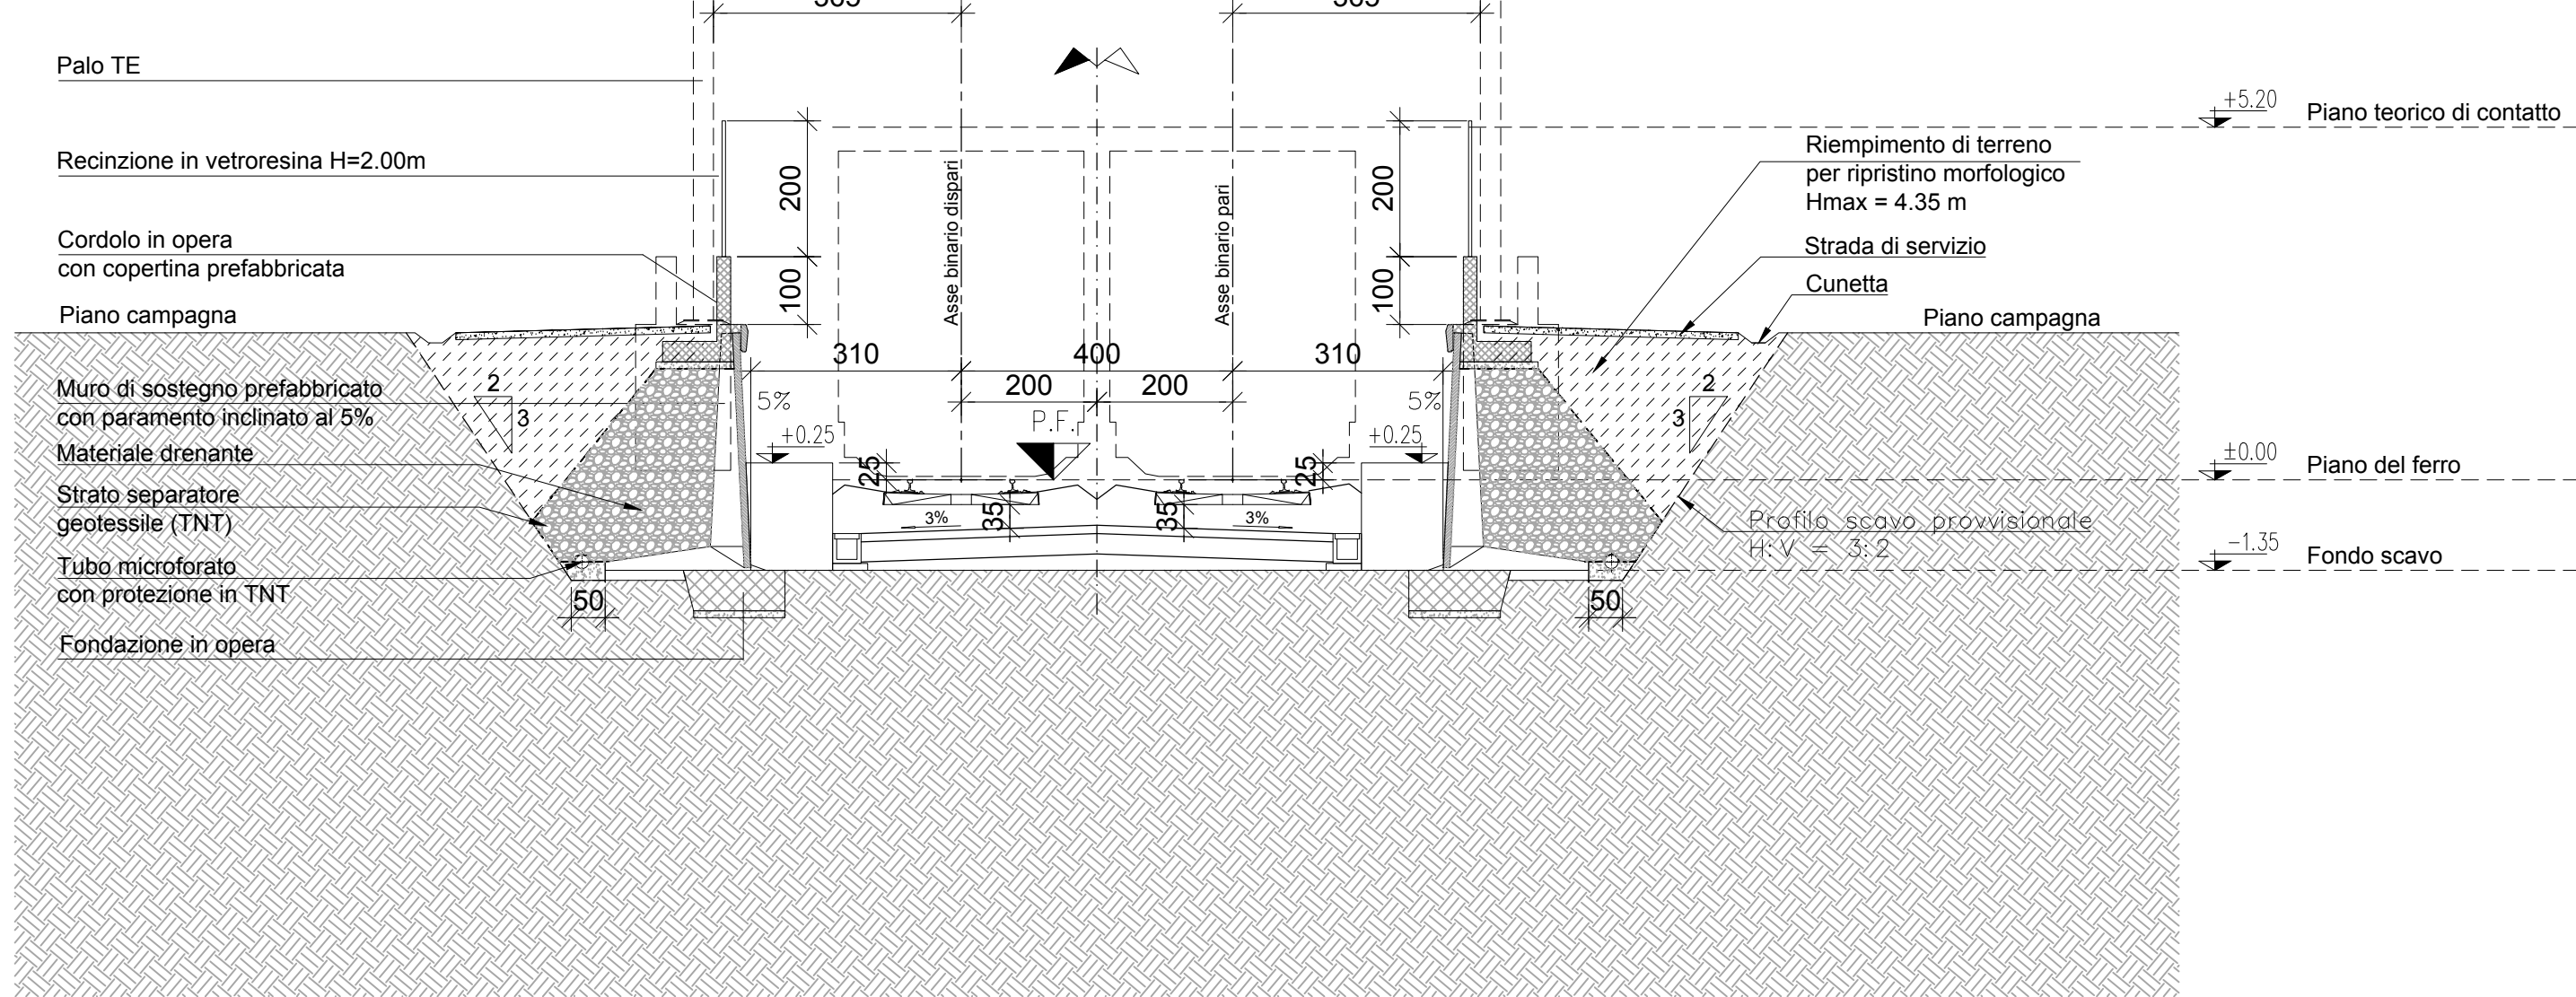 Palo TE
+5.20
Piano teorico di contatto
Riempimento di terreno
per ripristino morfologico
Hmax = 4.35 m
Recinzione in vetroresina H=2.00m
200
Asse binario dispari
Asse binario pari
200
Cordolo in opera
con copertina prefabbricata
Strada di servizio
Cunetta
100
100
Piano campagna
Piano campagna
310
400
310
Muro di sostegno prefabbricato
con paramento inclinato al 5%
2
3
5%
200
200
5%
2
3
P.F.
+0.25
+0.25
Materiale drenante
25
25
±0.00
Piano del ferro
Strato separatore
geotessile (TNT)
3%
35
35
3%
Profilo scavo provvisionale
H:V = 3:2
-1.35
Fondo scavo
Tubo microforato
con protezione in TNT
50
50
Fondazione in opera